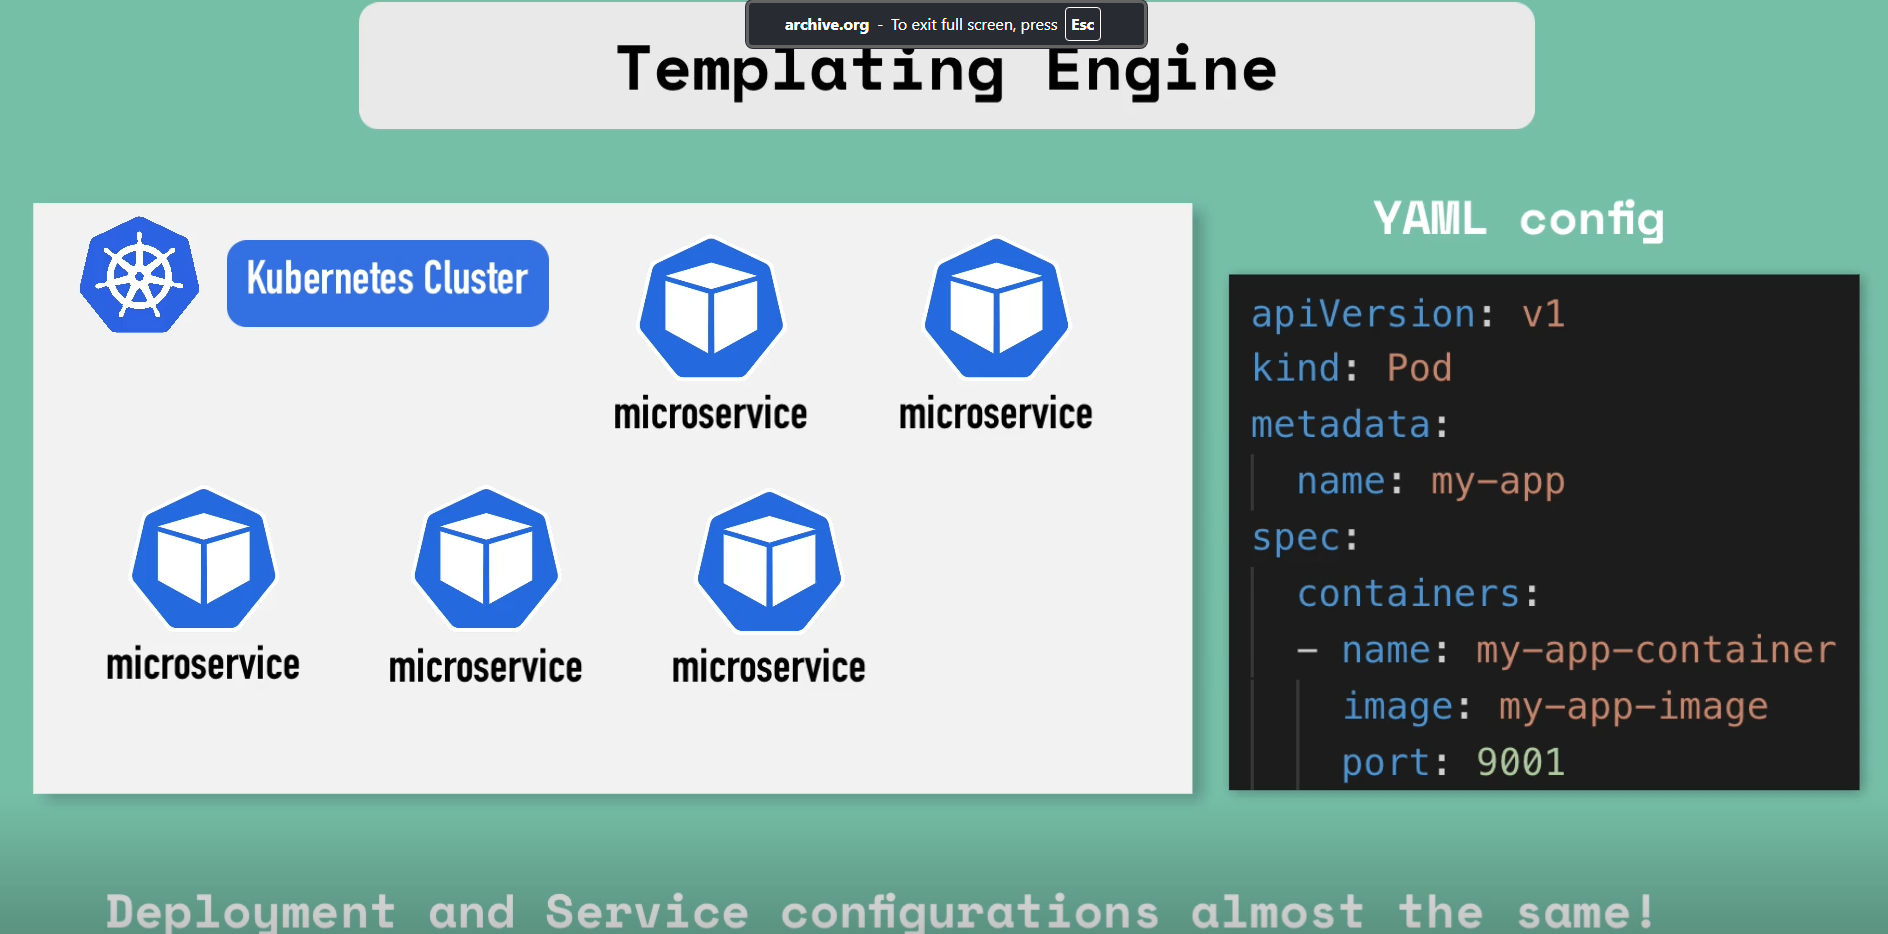 archive.org - To exit full screen, press Esc
Templating Engine
Kubernetes Cluster
microservice
microservice
microservice
microservice
microservice
YAML config
apiVersion: v1
kind: Pod
metadata:
  name: my-app
spec:
  containers:
  - name: my-app-container
    image: my-app-image
    port: 9001
Deployment and Service configurations almost the same!